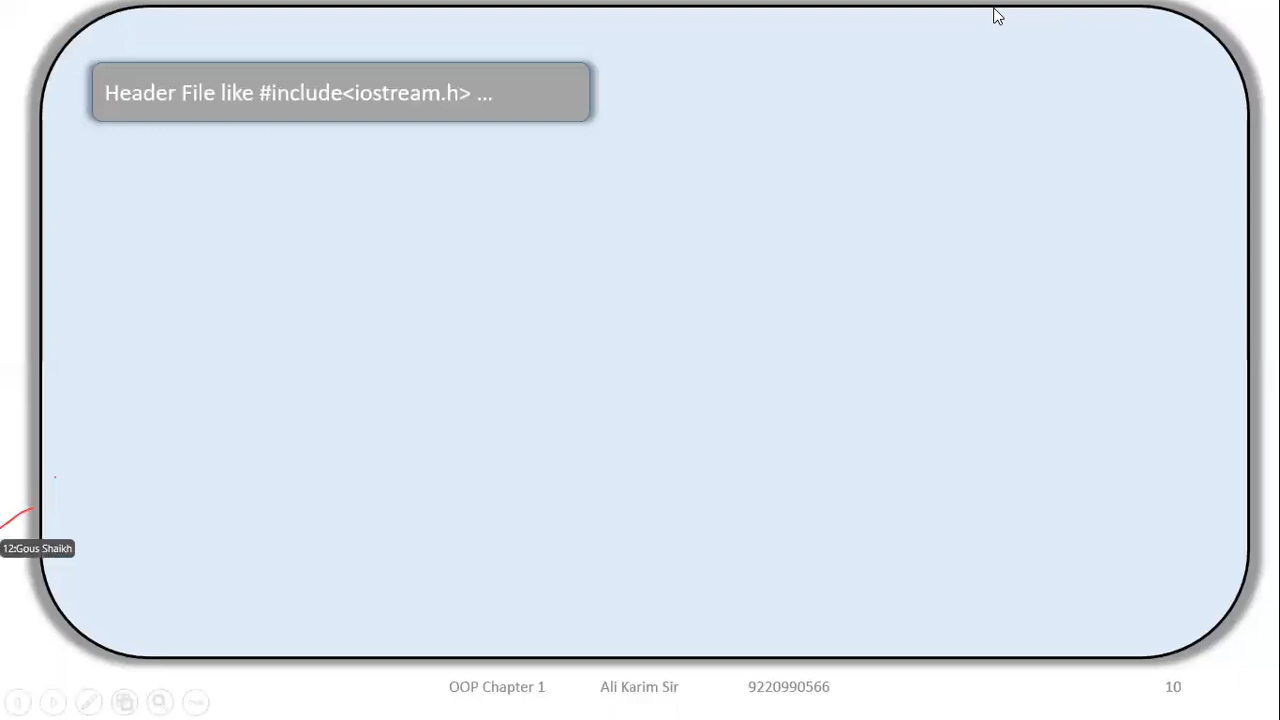 Header File like #include<iostream.h> ...
12:Gous Shaikh
OOP Chapter 1 Ali Karim Sir 9220990566 10